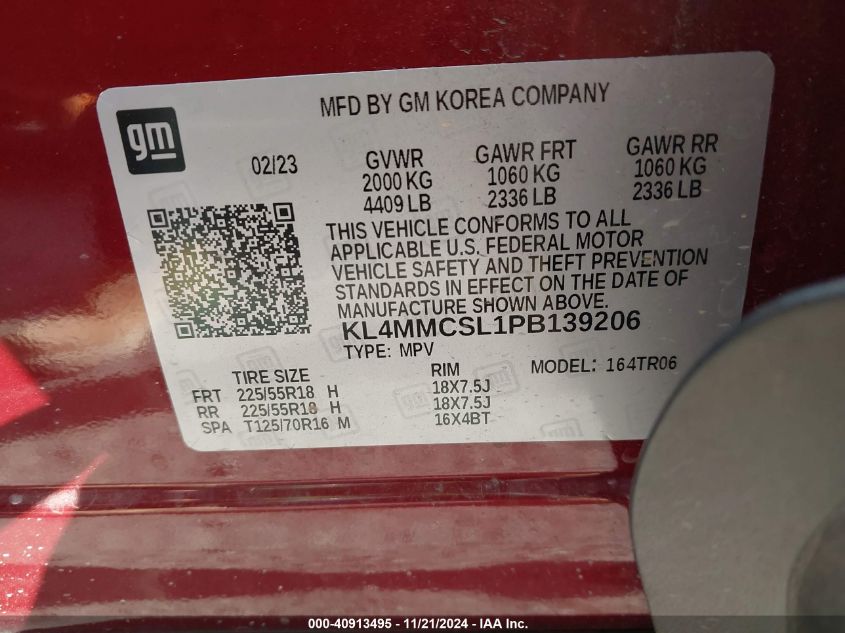 MFD BY GM KOREA COMPANY
gm
02/23
GVWR GAWR FRT GAWR RR
2000 KG 1060 KG 1060 KG
4409 LB 2336 LB 2336 LB
THIS VEHICLE CONFORMS TO ALL
APPLICABLE U.S. FEDERAL MOTOR
VEHICLE SAFETY AND THEFT PREVENTION
STANDARDS IN EFFECT ON THE DATE OF
MANUFACTURE SHOWN ABOVE.
KL4MMCSL1PB139206
TYPE: MPV
MODEL: 164TR06
TIRE SIZE RIM
FRT 225/55R18 H 18X7.5J
RR 225/55R18 H 18X7.5J
SPA T125/70R16 M 16X4BT
000-40913495 - 11/21/2024 - IAA Inc.